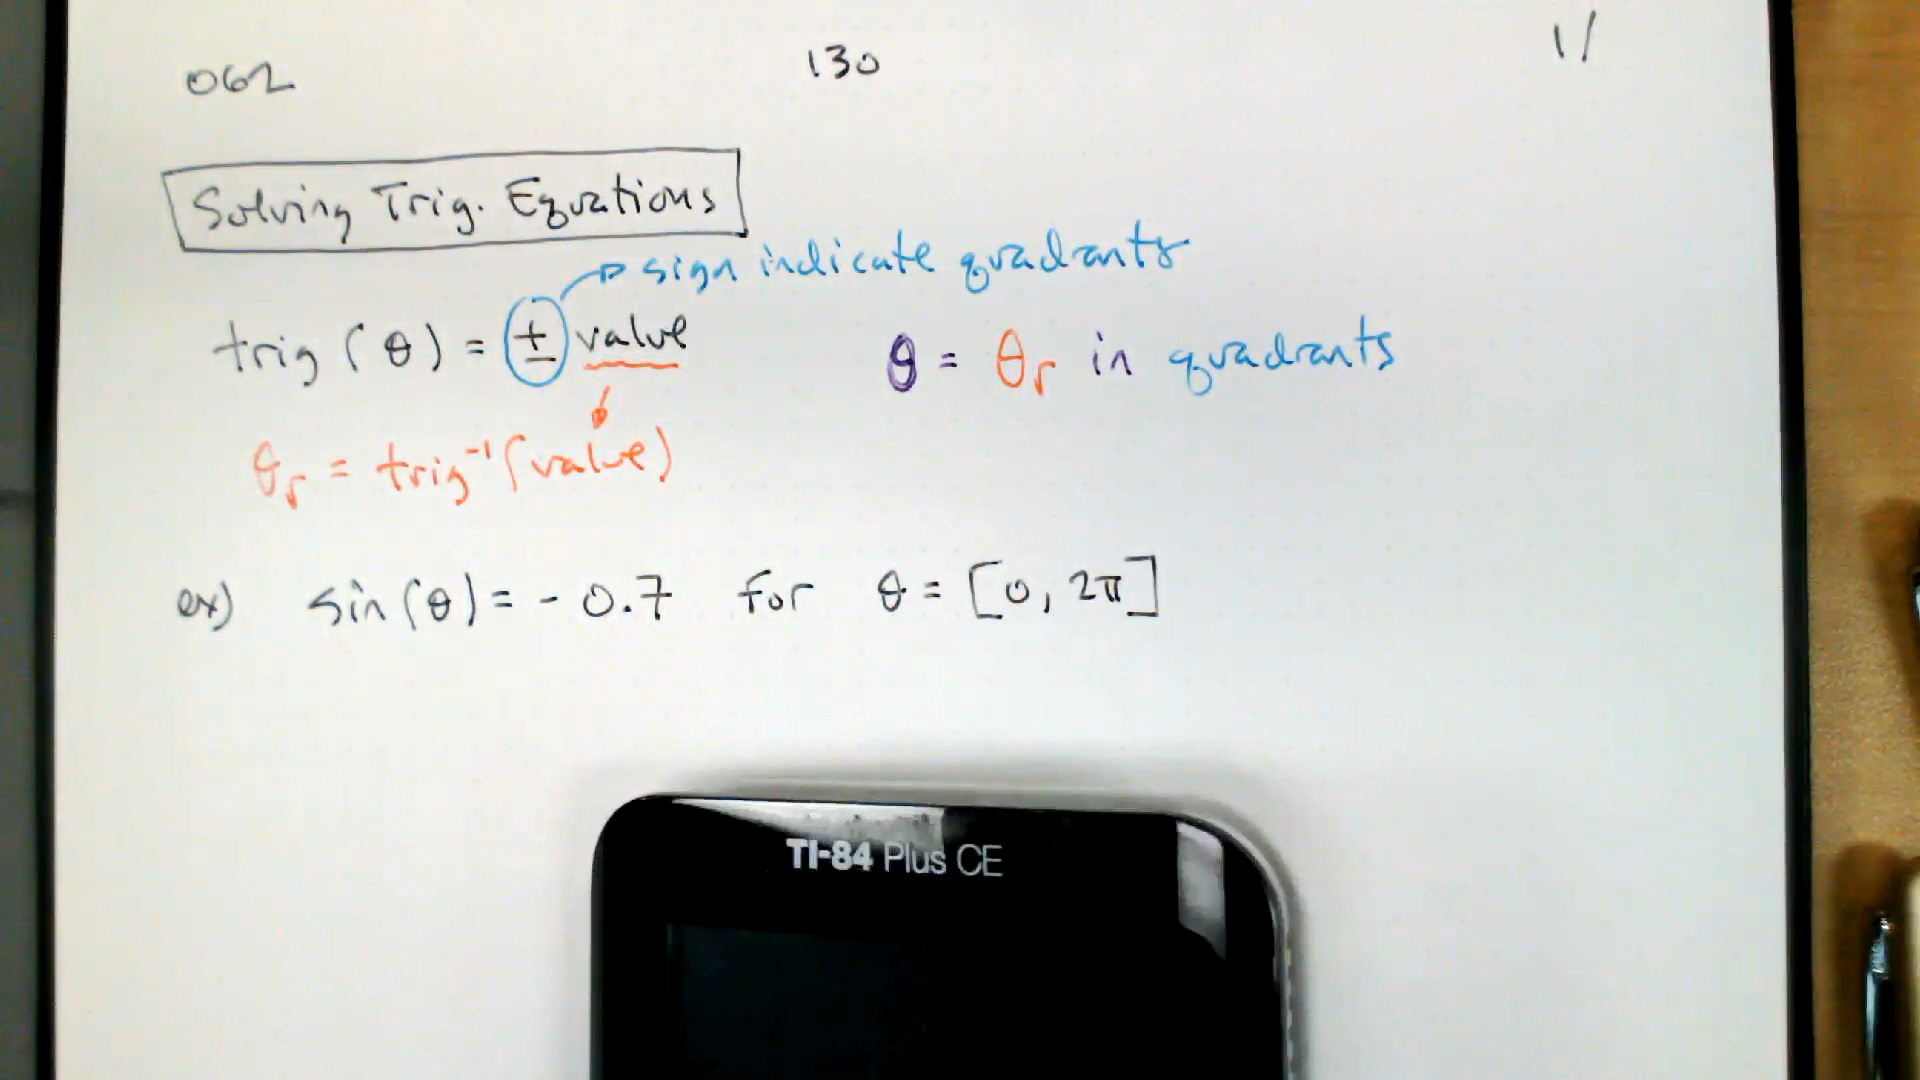 062 130 1/
Solving Trig. Equations
sign indicate quadrants
trig (θ) = ± value θ = θr in quadrants
θr = trig⁻¹(value)
ex) sin(θ) = - 0.7 for θ = [0, 2π]
TI-84 Plus CE